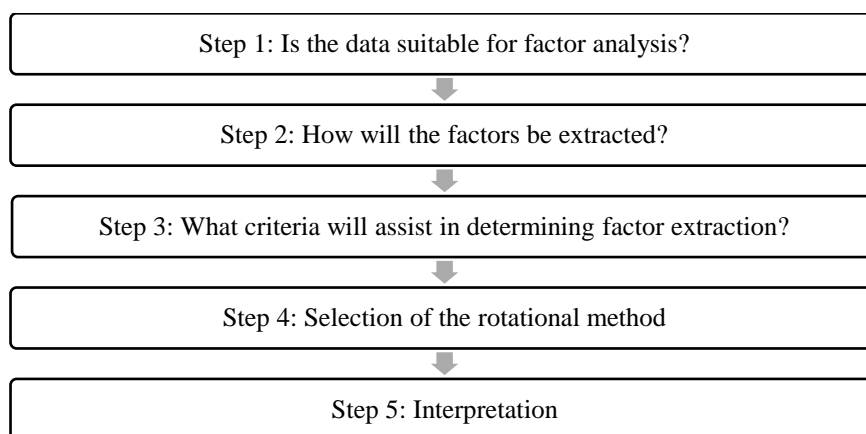 Step 1: Is the data suitable for factor analysis?
Step 2: How will the factors be extracted?
Step 3: What criteria will assist in determining factor extraction?
Step 4: Selection of the rotational method
Step 5: Interpretation